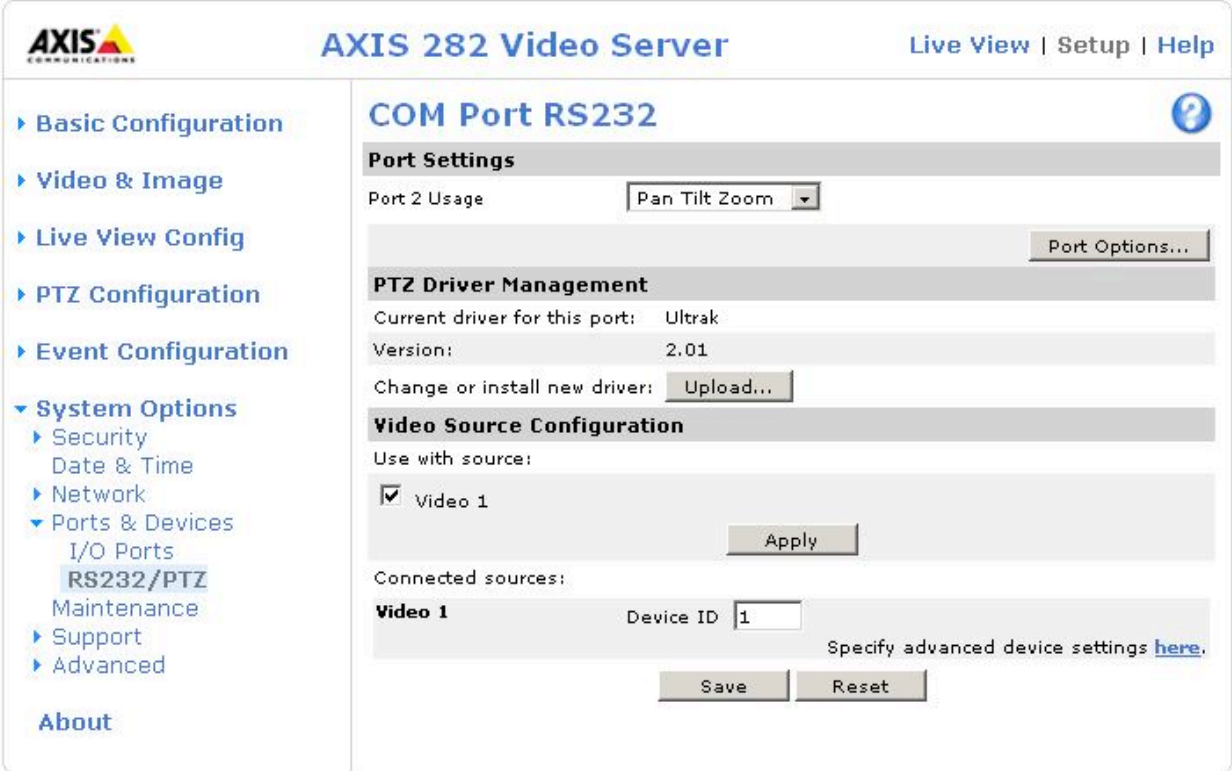 AXIS
COMMUNICATIONS
AXIS 282 Video Server
Live View | Setup | Help
Basic Configuration
Video & Image
Live View Config
PTZ Configuration
Event Configuration
System Options
Security
Date & Time
Network
Ports & Devices
I/O Ports
RS232/PTZ
Maintenance
Support
Advanced
About
COM Port RS232
?
Port Settings
Port 2 Usage Pan Tilt Zoom
Port Options...
PTZ Driver Management
Current driver for this port: Ultrak
Version: 2.01
Change or install new driver: Upload...
Video Source Configuration
Use with source:
Video 1
Apply
Connected sources:
Video 1 Device ID 1
Specify advanced device settings here.
Save Reset